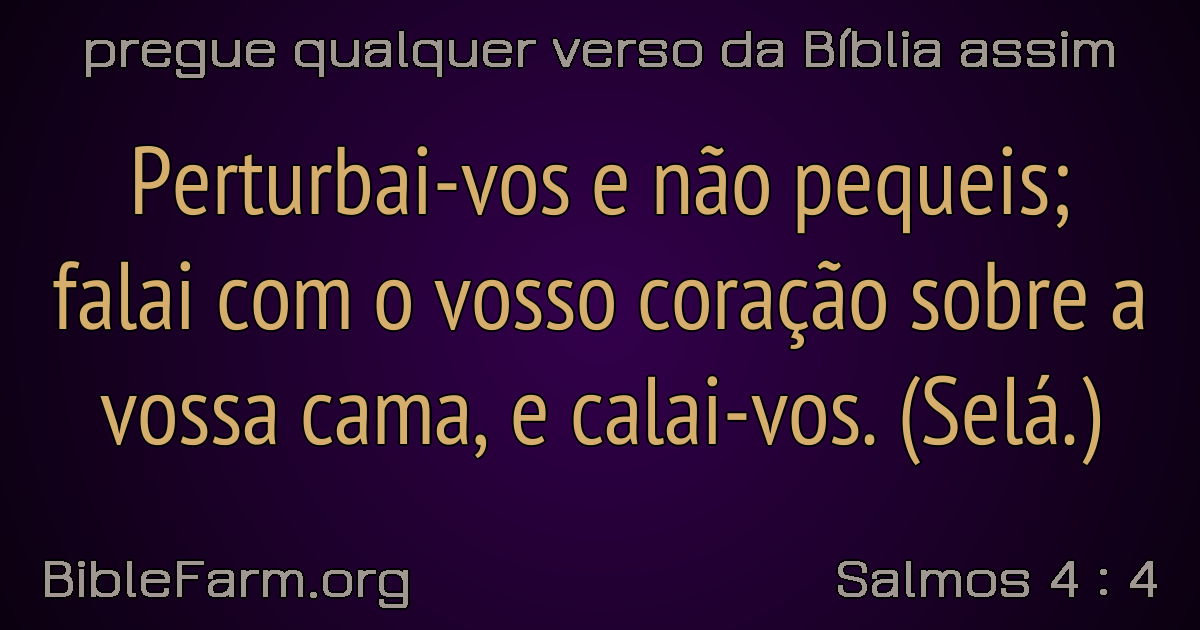 pregue qualquer verso da Bíblia assim
Perturbai-vos e não pequeis;
falai com o vosso coração sobre a
vossa cama, e calai-vos. (Selá.)
BibleFarm.org
Salmos 4 : 4